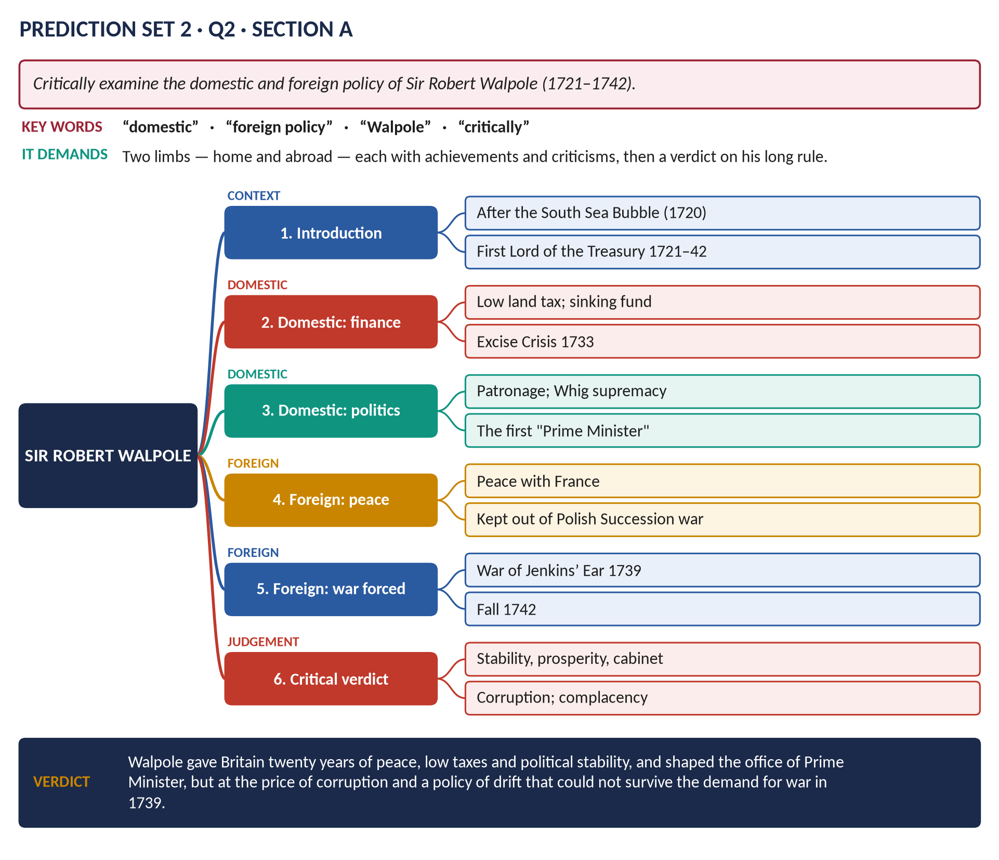 PREDICTION SET 2 · Q2 · SECTION A
Critically examine the domestic and foreign policy of Sir Robert Walpole (1721–1742).
KEY WORDS “domestic” · “foreign policy” · “Walpole” · “critically”
IT DEMANDS Two limbs — home and abroad — each with achievements and criticisms, then a verdict on his long rule.
SIR ROBERT WALPOLE
CONTEXT
1. Introduction
After the South Sea Bubble (1720)
First Lord of the Treasury 1721–42
DOMESTIC
2. Domestic: finance
Low land tax; sinking fund
Excise Crisis 1733
DOMESTIC
3. Domestic: politics
Patronage; Whig supremacy
The first "Prime Minister"
FOREIGN
4. Foreign: peace
Peace with France
Kept out of Polish Succession war
FOREIGN
5. Foreign: war forced
War of Jenkins’ Ear 1739
Fall 1742
JUDGEMENT
6. Critical verdict
Stability, prosperity, cabinet
Corruption; complacency
VERDICT
Walpole gave Britain twenty years of peace, low taxes and political stability, and shaped the office of Prime
Minister, but at the price of corruption and a policy of drift that could not survive the demand for war in
1739.